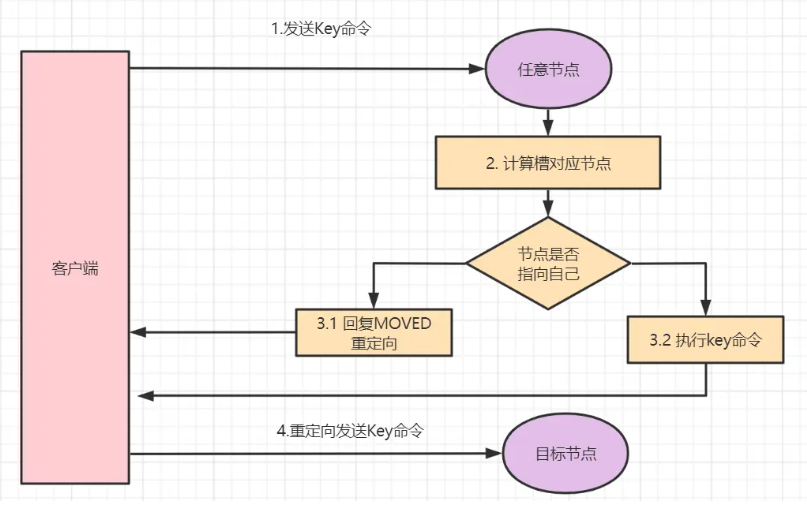 1.发送Key命令
任意节点
2. 计算槽对应节点
客户端
节点是否
指向自己
3.1 回复MOVED
重定向
3.2 执行key命令
4.重定向发送Key命令
目标节点